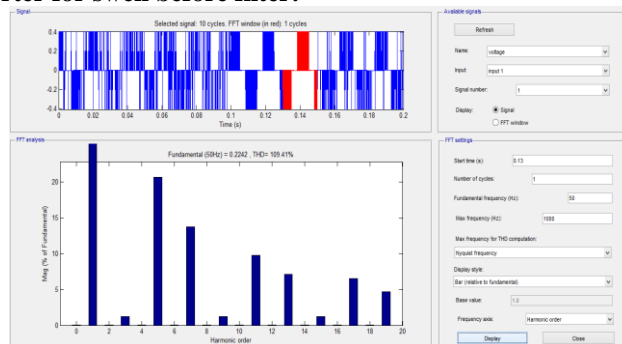 Signal
Selected signal: 10 cycles. FFT window (in red): 1 cycles
0.4
0.2
0
-0.2
-0.4
0 0.02 0.04 0.06 0.08 0.1 0.12 0.14 0.16 0.18 0.2
Time (s)
FFT analysis
Fundamental (50Hz) = 0.2242 , THD= 109.41%
Mag (% of Fundamental)
20
15
10
5
0
0 2 4 6 8 10 12 14 16 18 20
Harmonic order
Available signals
Refresh
Name: voltage
Input: input 1
Signal number: 1
Display: Signal
FFT window
FFT settings
Start time (s): 0.13
Number of cycles: 1
Fundamental frequency (Hz): 50
Max frequency (Hz): 1000
Max frequency for THD computation:
Nyquist frequency
Display style:
Bar (relative to fundamental)
Base value: 1.0
Frequency axis: Harmonic order
Display Close